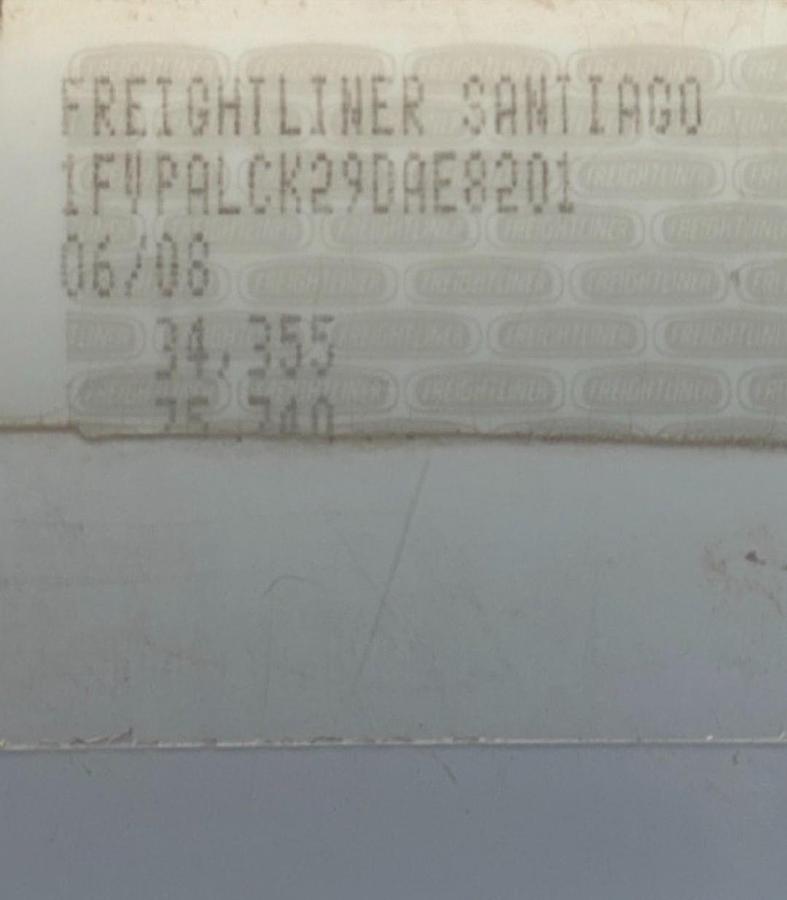 FREIGHTLINER SANTIAGO
1FVPALCK29DAE8201
06/08
34,355